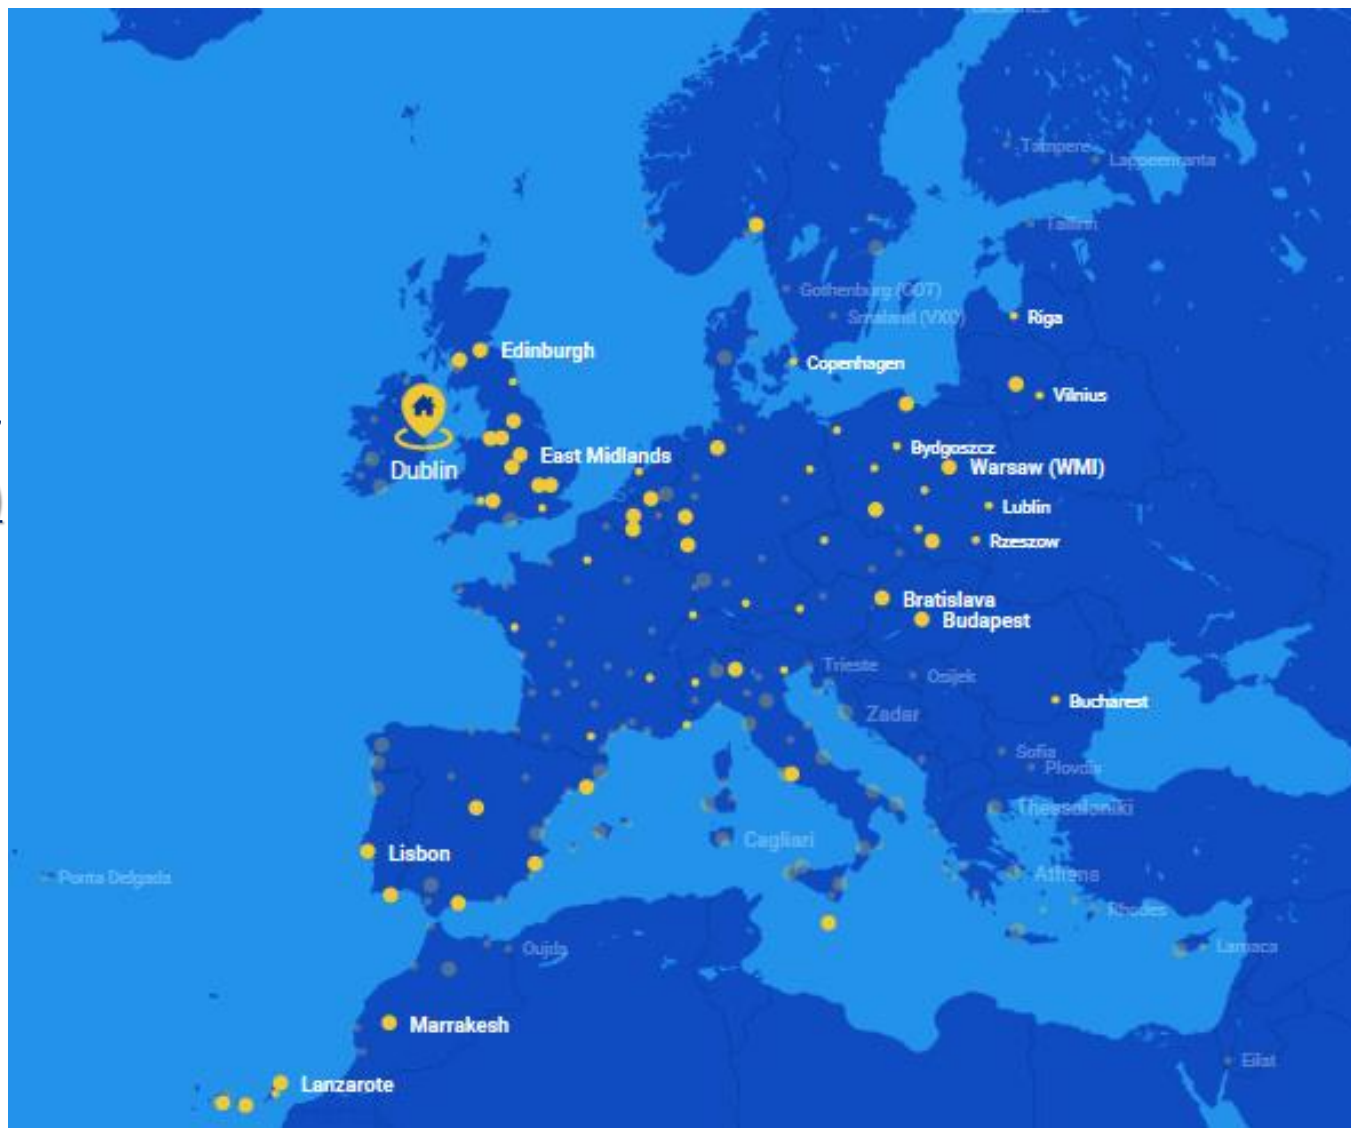 Tampere
Lappeenranta
Tallinn
Gothenburg (GOT)
Smaland (VXO)
Riga
Edinburgh
Copenhagen
Vilnius
Dublin
East Midlands
Bydgoszcz
Warsaw (WMI)
Lublin
Rzeszow
Bratislava
Budapest
Trieste
Osijek
Bucharest
Zadar
Sofia
Plovdiv
Thessaloniki
Cagliari
Lisbon
Athens
Ponta Delgada
Rhodes
Oujda
Larnaca
Marrakesh
Eilat
Lanzarote